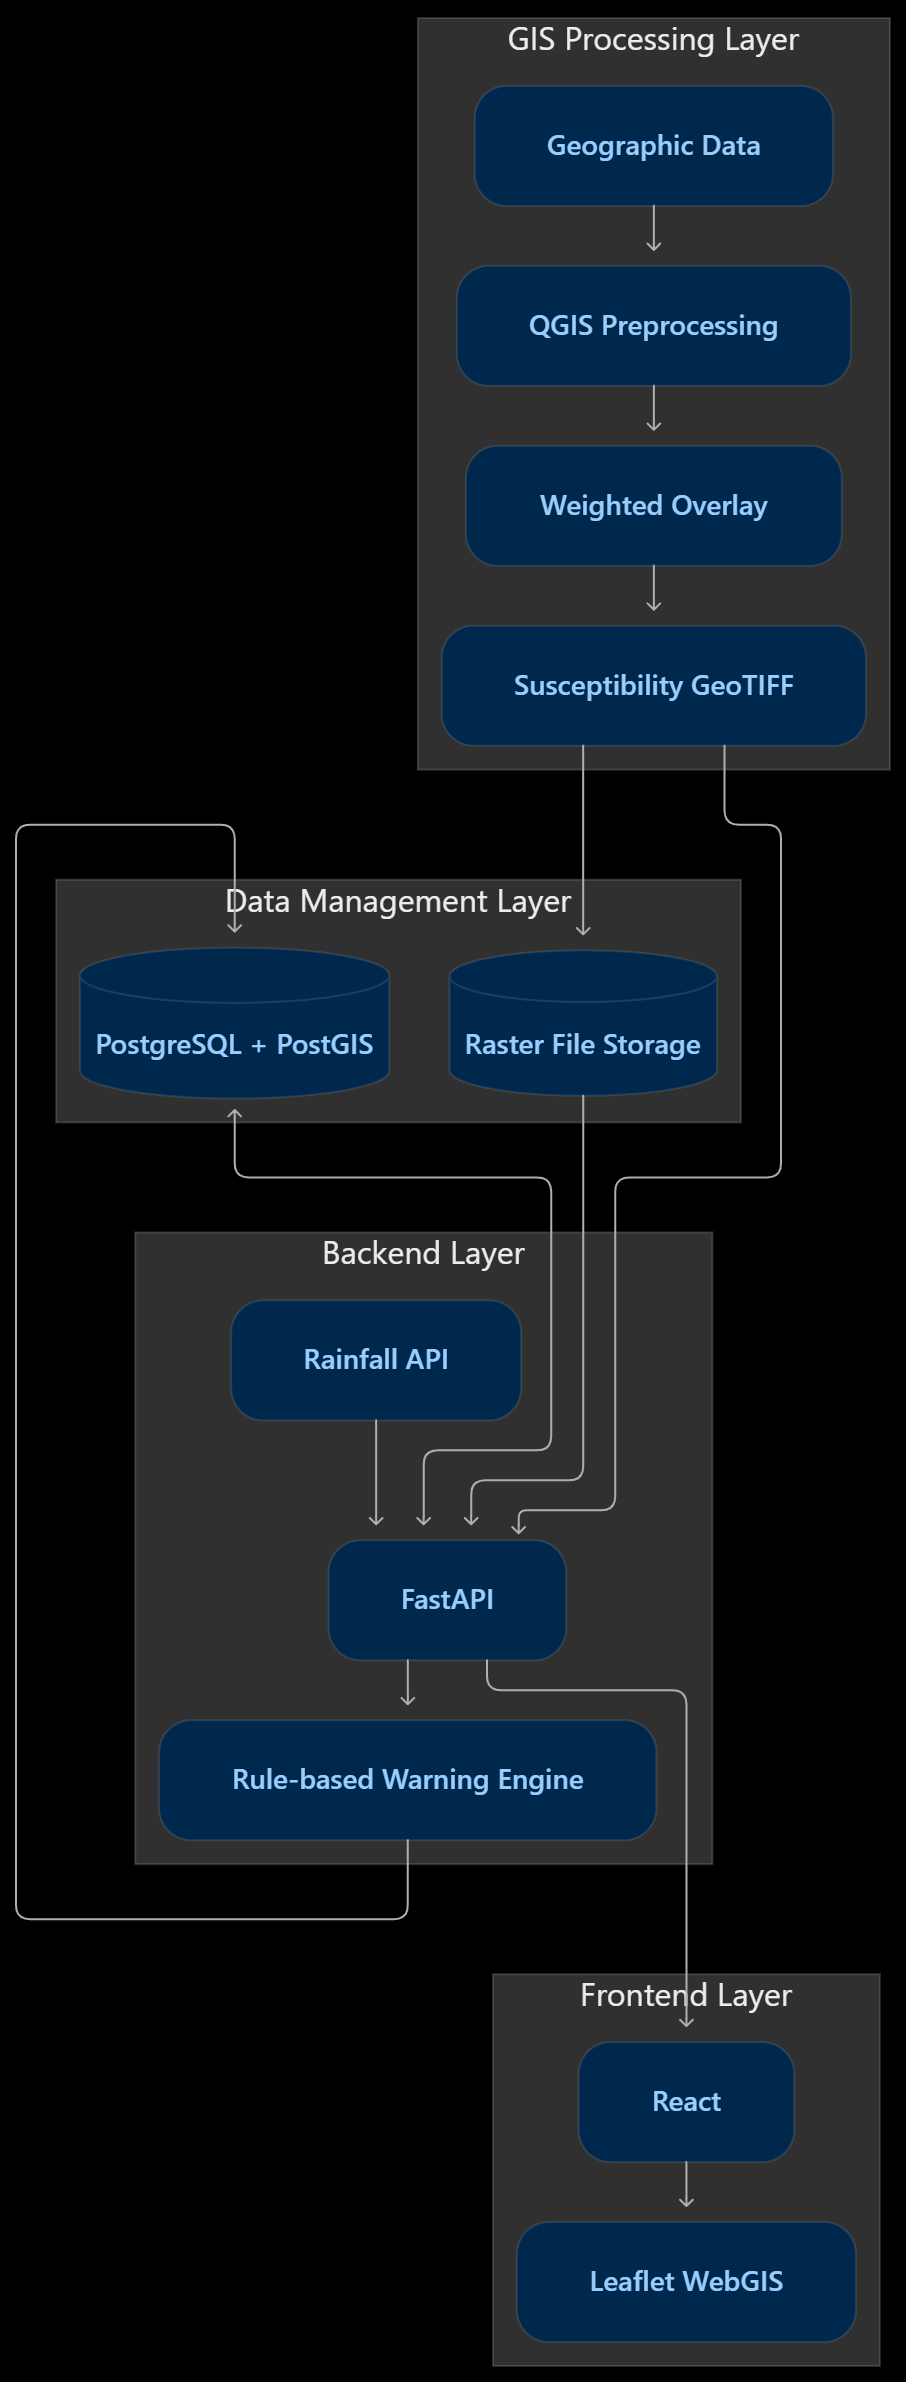 GIS Processing Layer
Geographic Data
QGIS Preprocessing
Weighted Overlay
Susceptibility GeoTIFF
Data Management Layer
PostgreSQL + PostGIS
Raster File Storage
Backend Layer
Rainfall API
FastAPI
Rule-based Warning Engine
Frontend Layer
React
Leaflet WebGIS